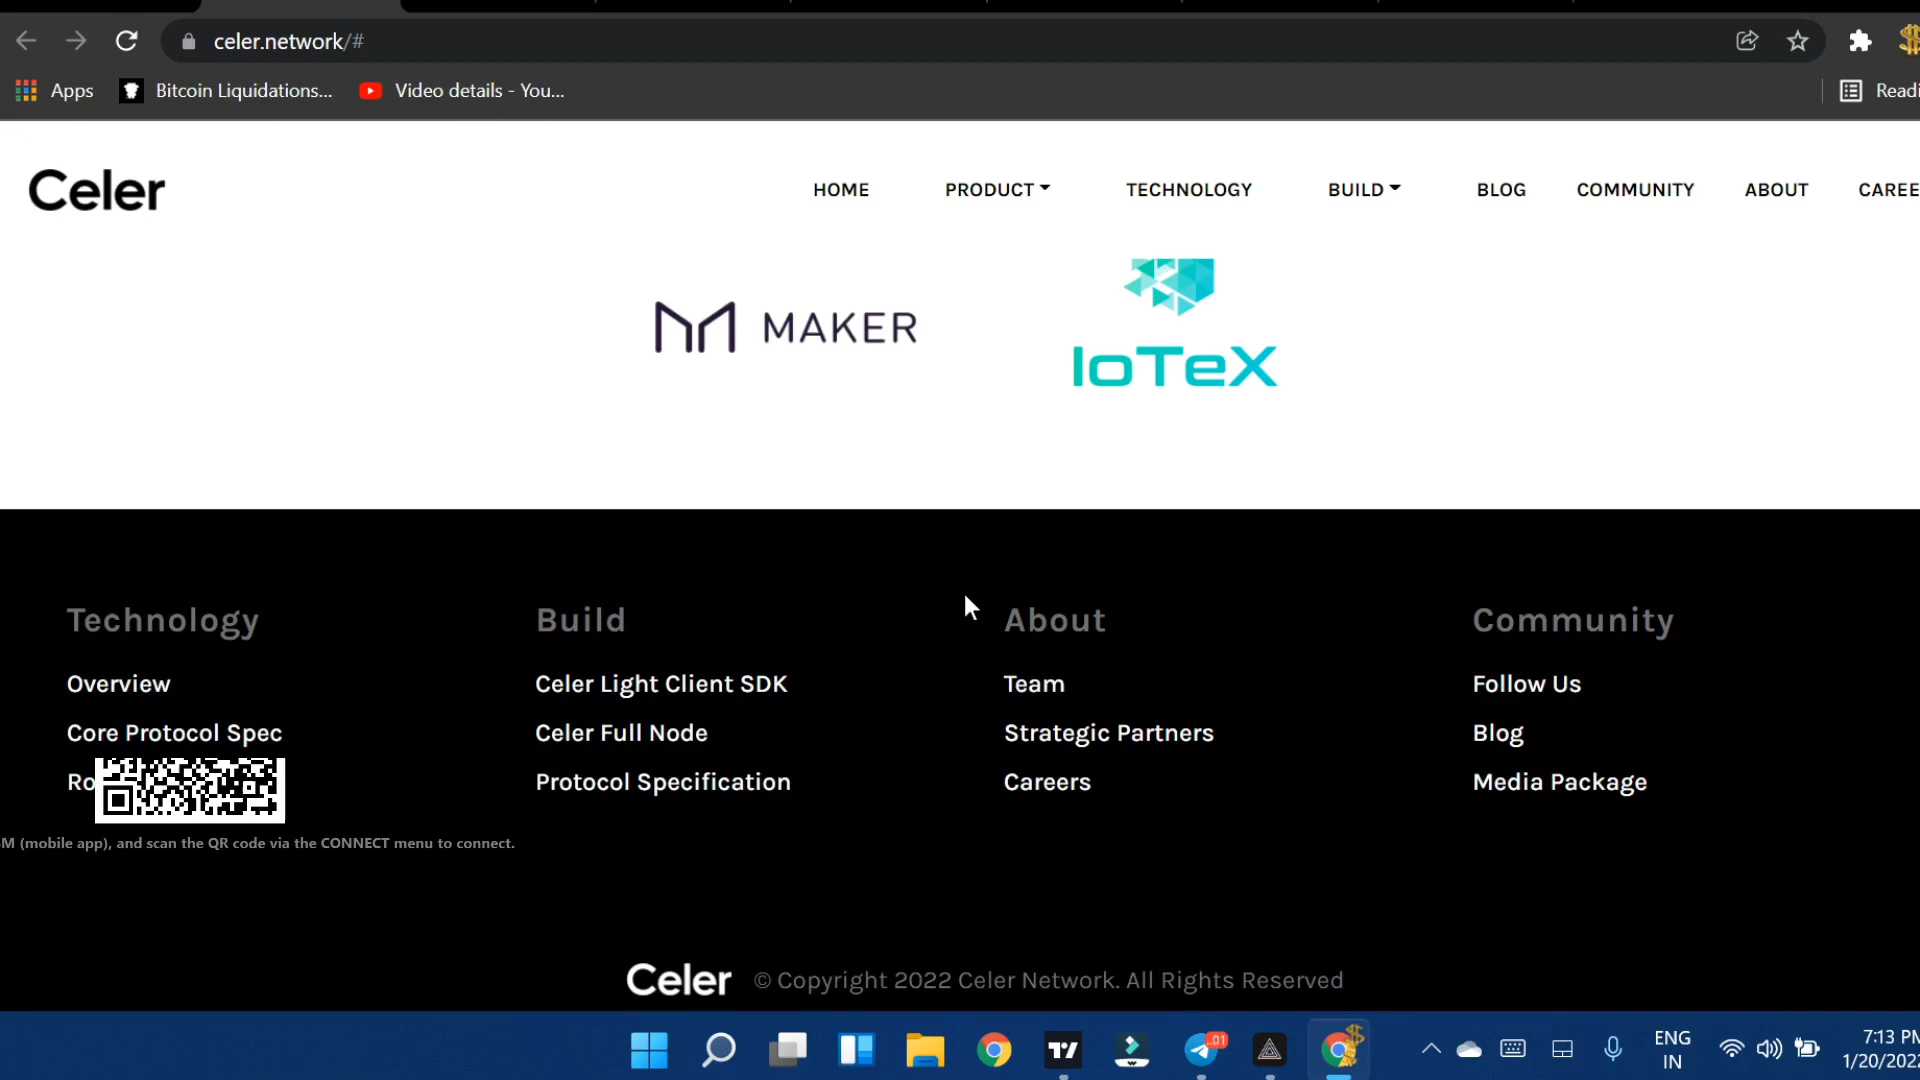 celer.network/#
Apps Bitcoin Liquidations... Video details - You... Readi
Celer HOME PRODUCT TECHNOLOGY BUILD BLOG COMMUNITY ABOUT CAREE
MAKER
IoTeX
Technology Build About Community
Overview Celer Light Client SDK Team Follow Us
Core Protocol Spec Celer Full Node Strategic Partners Blog
Ro Protocol Specification Careers Media Package
M (mobile app), and scan the QR code via the CONNECT menu to connect.
Celer © Copyright 2022 Celer Network. All Rights Reserved
.01
ENG 7:13 PM
IN 1/20/2022